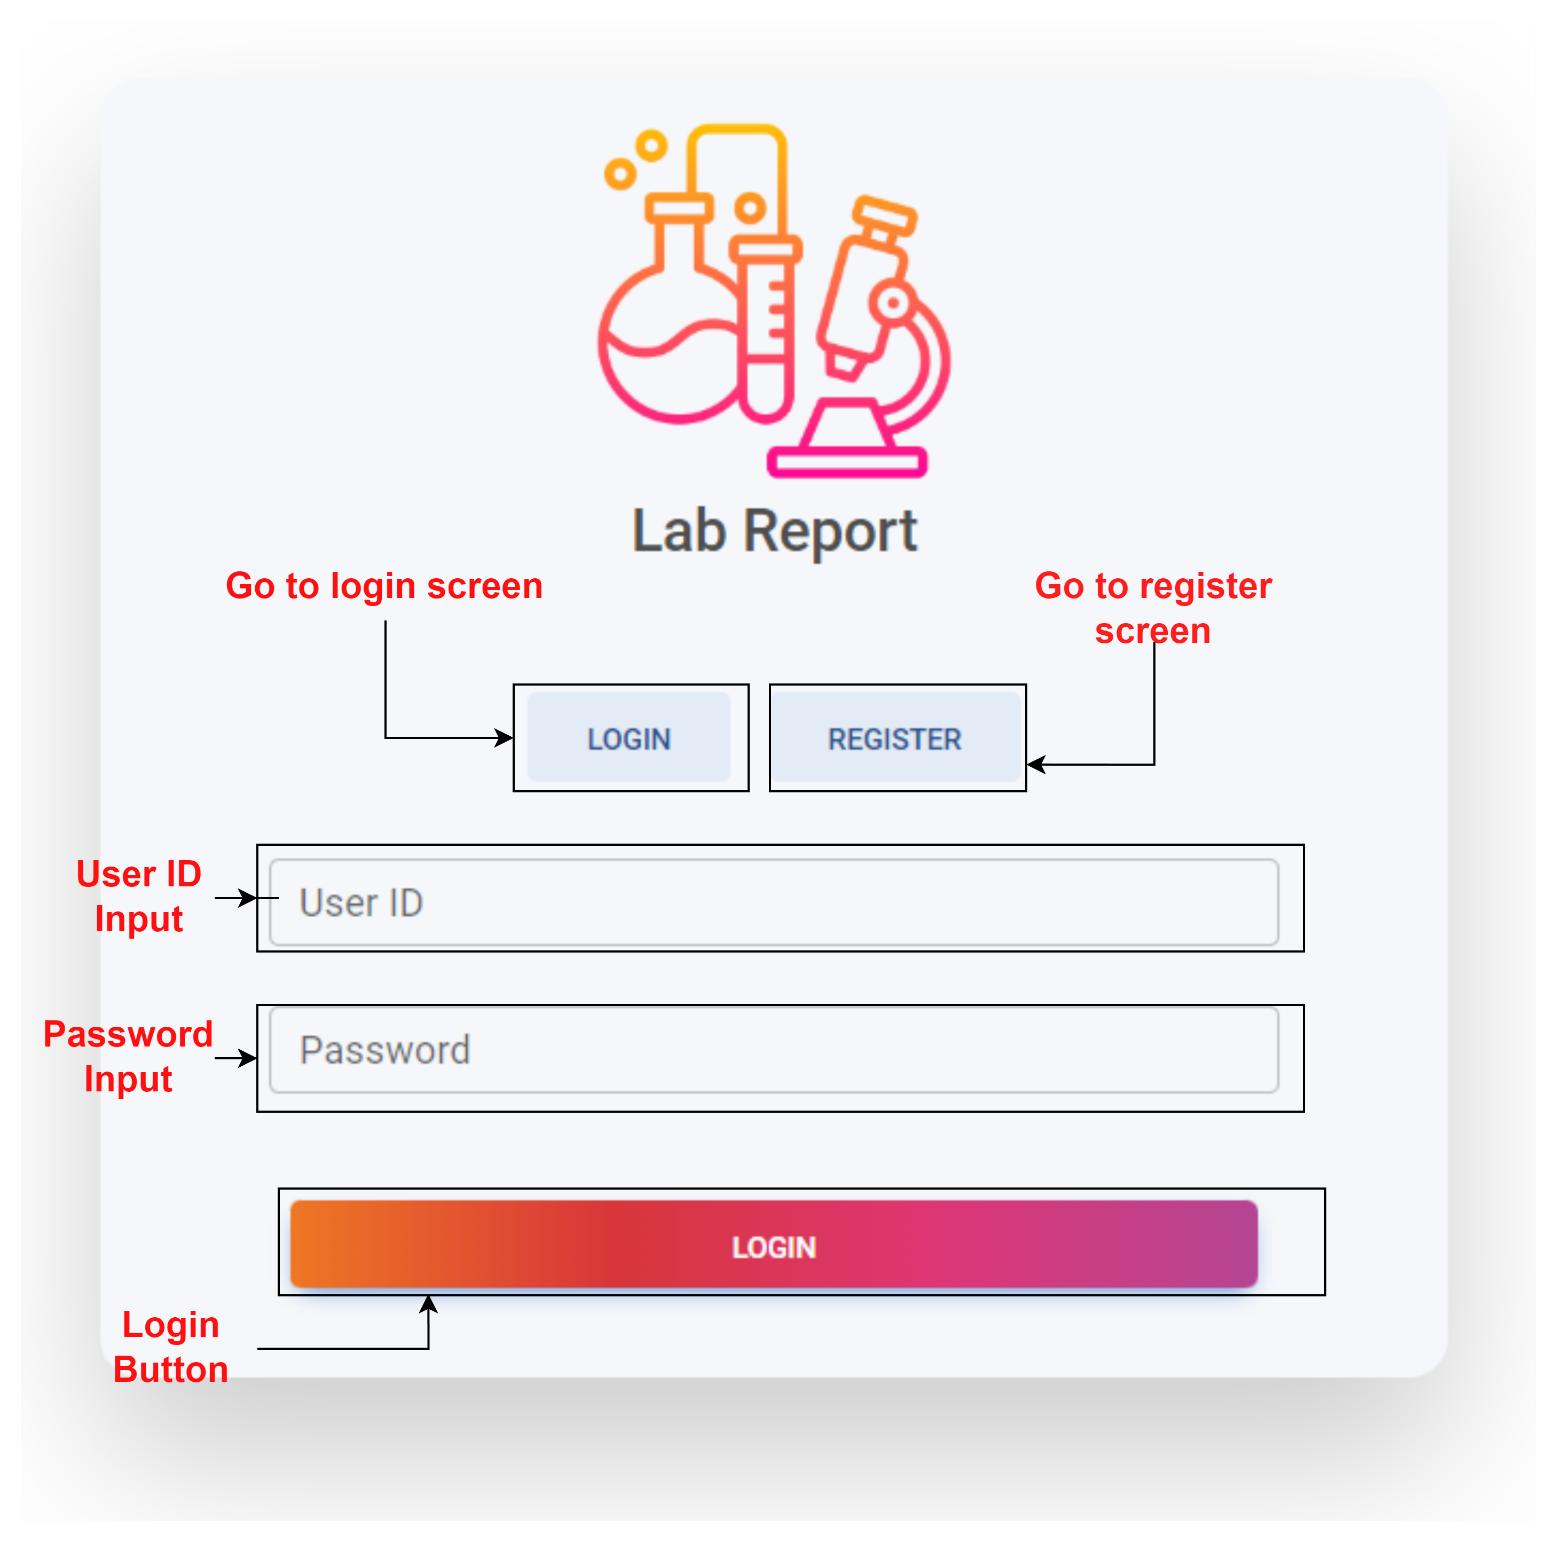 Lab Report
Go to login screen
Go to register
screen
LOGIN
REGISTER
User ID
Input
User ID
Password
Input
Password
LOGIN
Login
Button